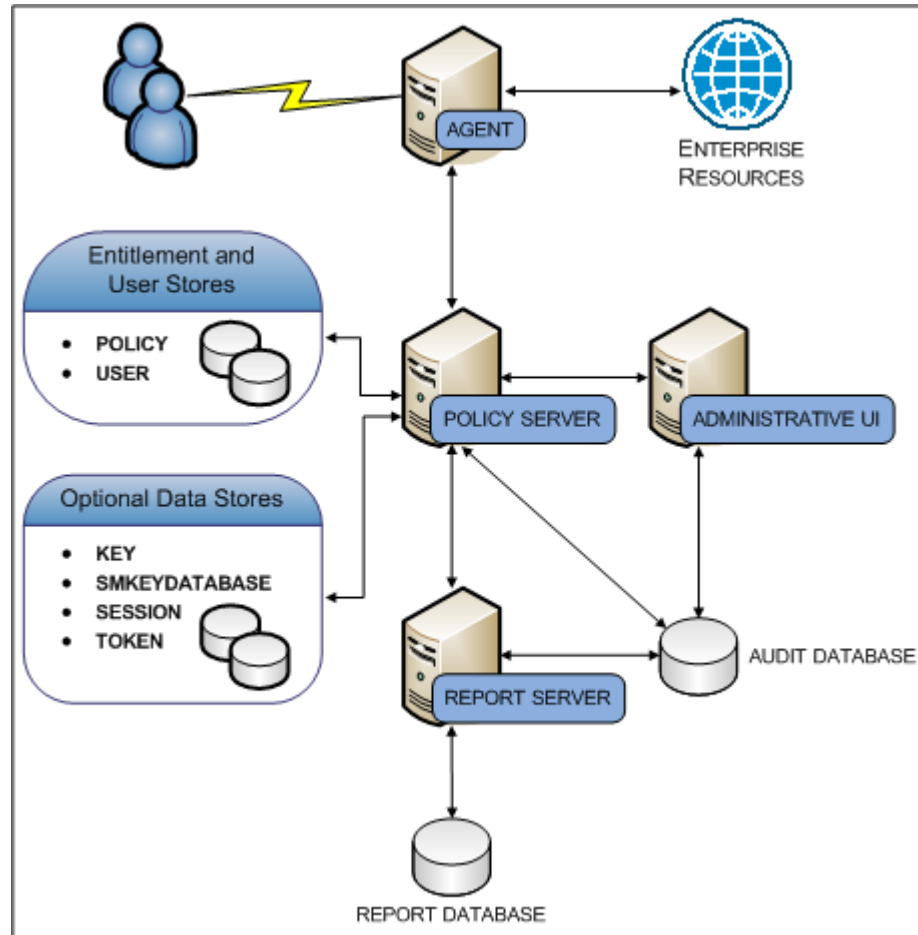 AGENT
ENTERPRISE
RESOURCES
Entitlement and
User Stores
• POLICY
• USER
POLICY SERVER
ADMINISTRATIVE UI
Optional Data Stores
• KEY
• SMKEYDATABASE
• SESSION
• TOKEN
REPORT SERVER
AUDIT DATABASE
REPORT DATABASE